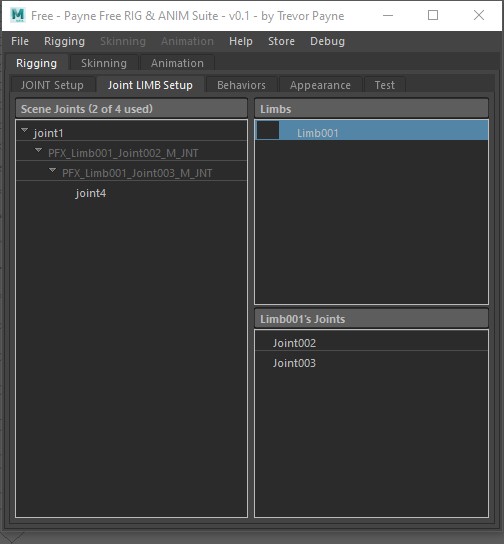 Free - Payne Free RIG & ANIM Suite - v0.1 - by Trevor Payne
File Rigging Skinning Animation Help Store Debug
Rigging Skinning Animation
JOINT Setup Joint LIMB Setup Behaviors Appearance Test
Scene Joints (2 of 4 used)
joint1
PFX_Limb001_Joint002_M_JNT
PFX_Limb001_Joint003_M_JNT
joint4
Limbs
Limb001
Limb001's Joints
Joint002
Joint003